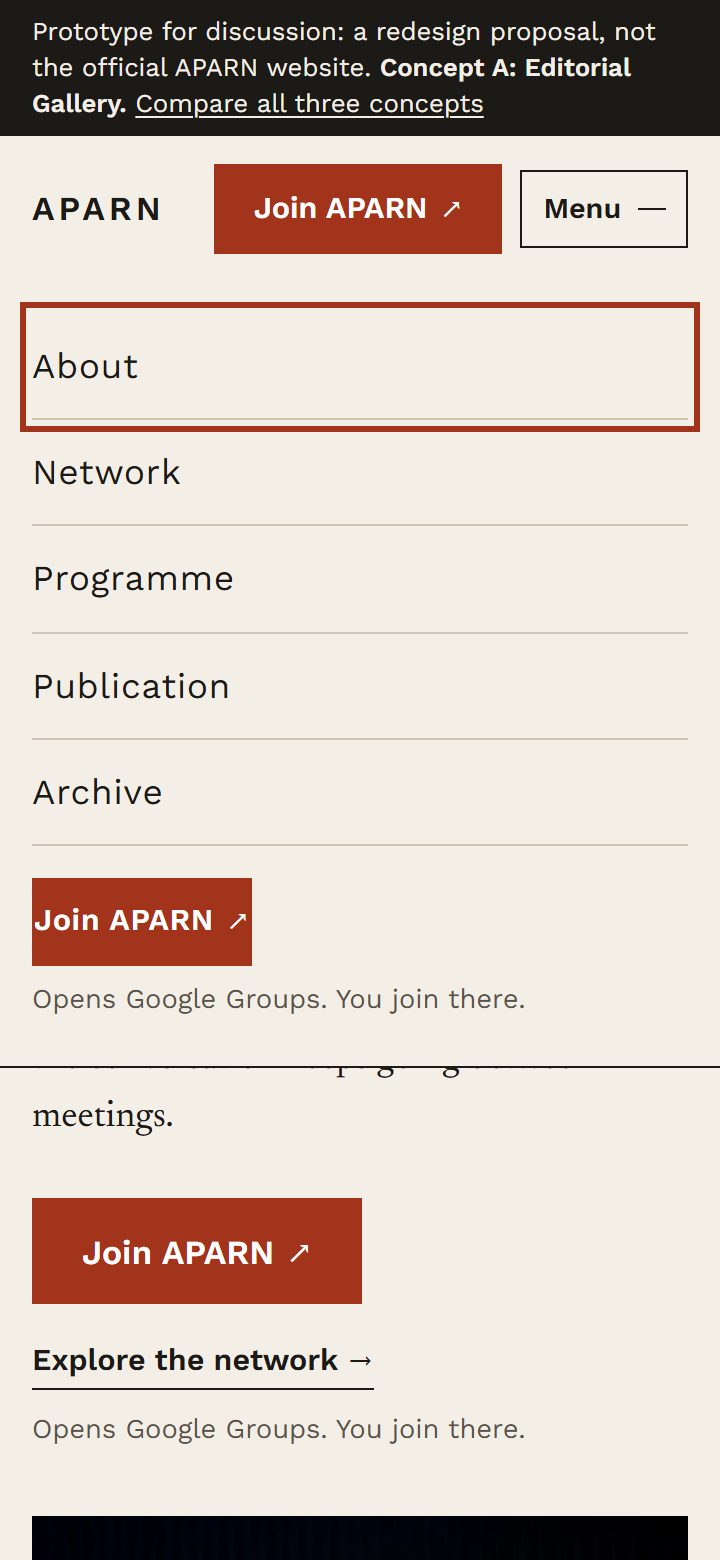 Prototype for discussion: a redesign proposal, not
the official APARN website. Concept A: Editorial
Gallery. Compare all three concepts
APARN
Join APARN ↗
Menu —
About
Network
Programme
Publication
Archive
Join APARN ↗
Opens Google Groups. You join there.
meetings.
Join APARN ↗
Explore the network →
Opens Google Groups. You join there.